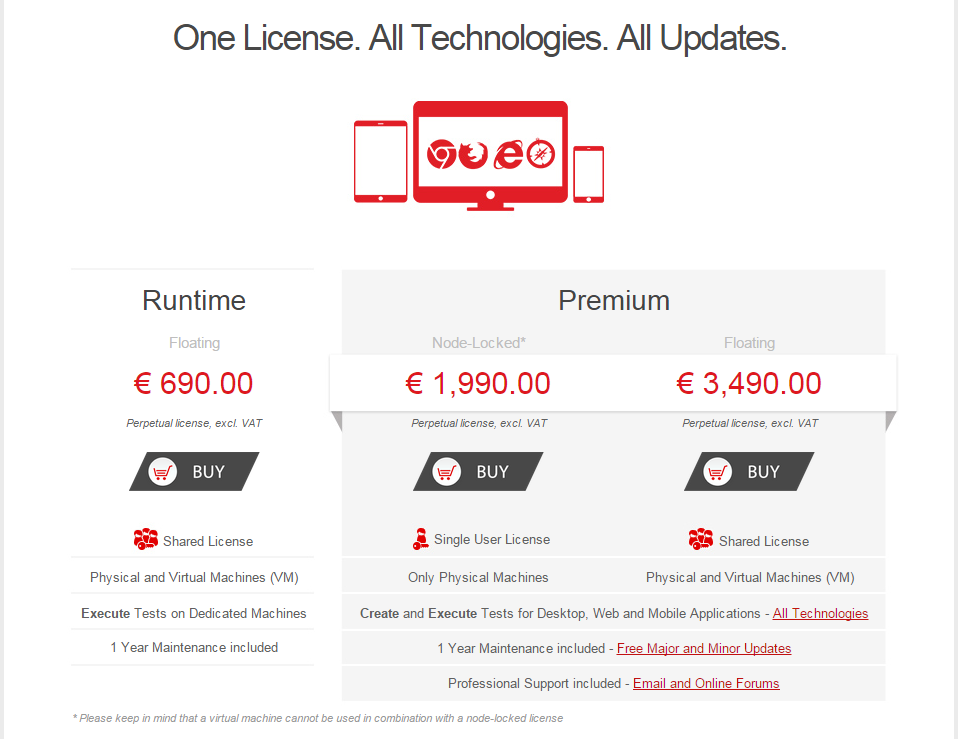 One License. All Technologies. All Updates.
Runtime
Premium
Floating
Node-Locked*
Floating
€ 690.00
€ 1,990.00
€ 3,490.00
Perpetual license, excl. VAT
Perpetual license, excl. VAT
Perpetual license, excl. VAT
BUY
BUY
BUY
Shared License
Single User License
Shared License
Physical and Virtual Machines (VM)
Only Physical Machines
Physical and Virtual Machines (VM)
Execute Tests on Dedicated Machines
Create and Execute Tests for Desktop, Web and Mobile Applications - All Technologies
1 Year Maintenance included
1 Year Maintenance included - Free Major and Minor Updates
Professional Support included - Email and Online Forums
* Please keep in mind that a virtual machine cannot be used in combination with a node-locked license